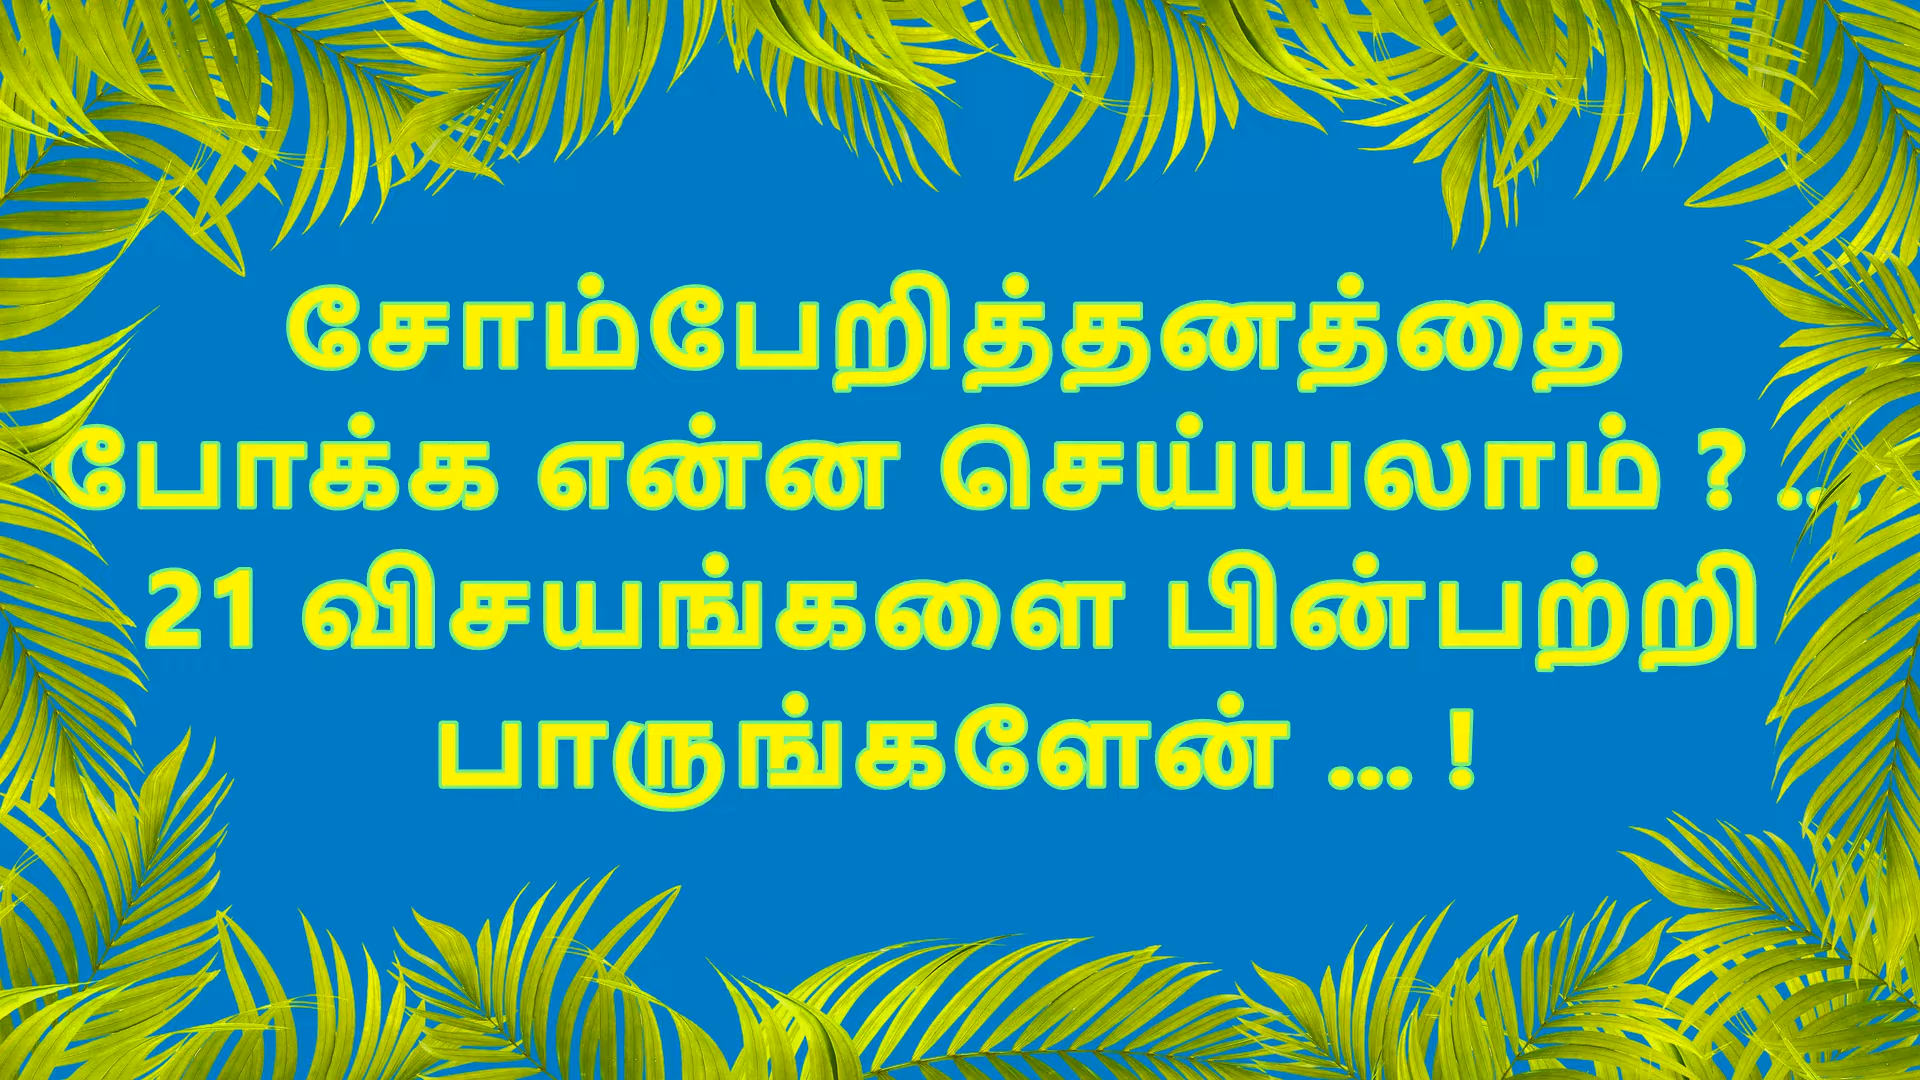 சோம்பேறித்தனத்தை
போக்க என்ன செய்யலாம் ? ...
21 விசயங்களை பின்பற்றி
பாருங்களேன் ... !